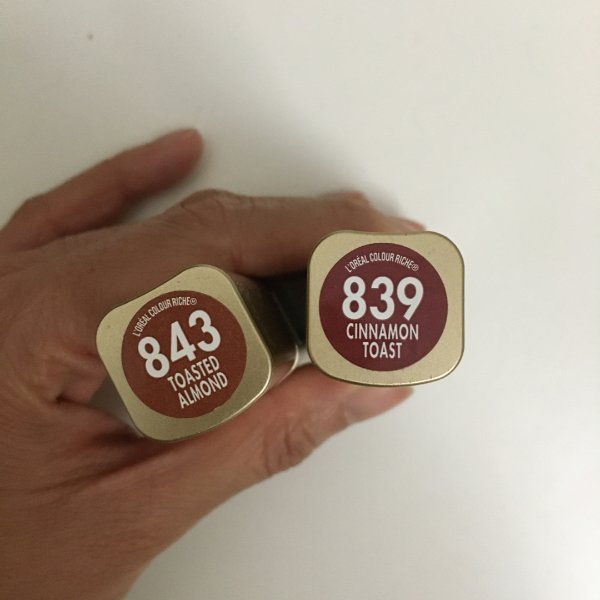 L'ORÉAL COLOUR RICHE®
843
TOASTED
ALMOND
L'ORÉAL COLOUR RICHE®
839
CINNAMON
TOAST